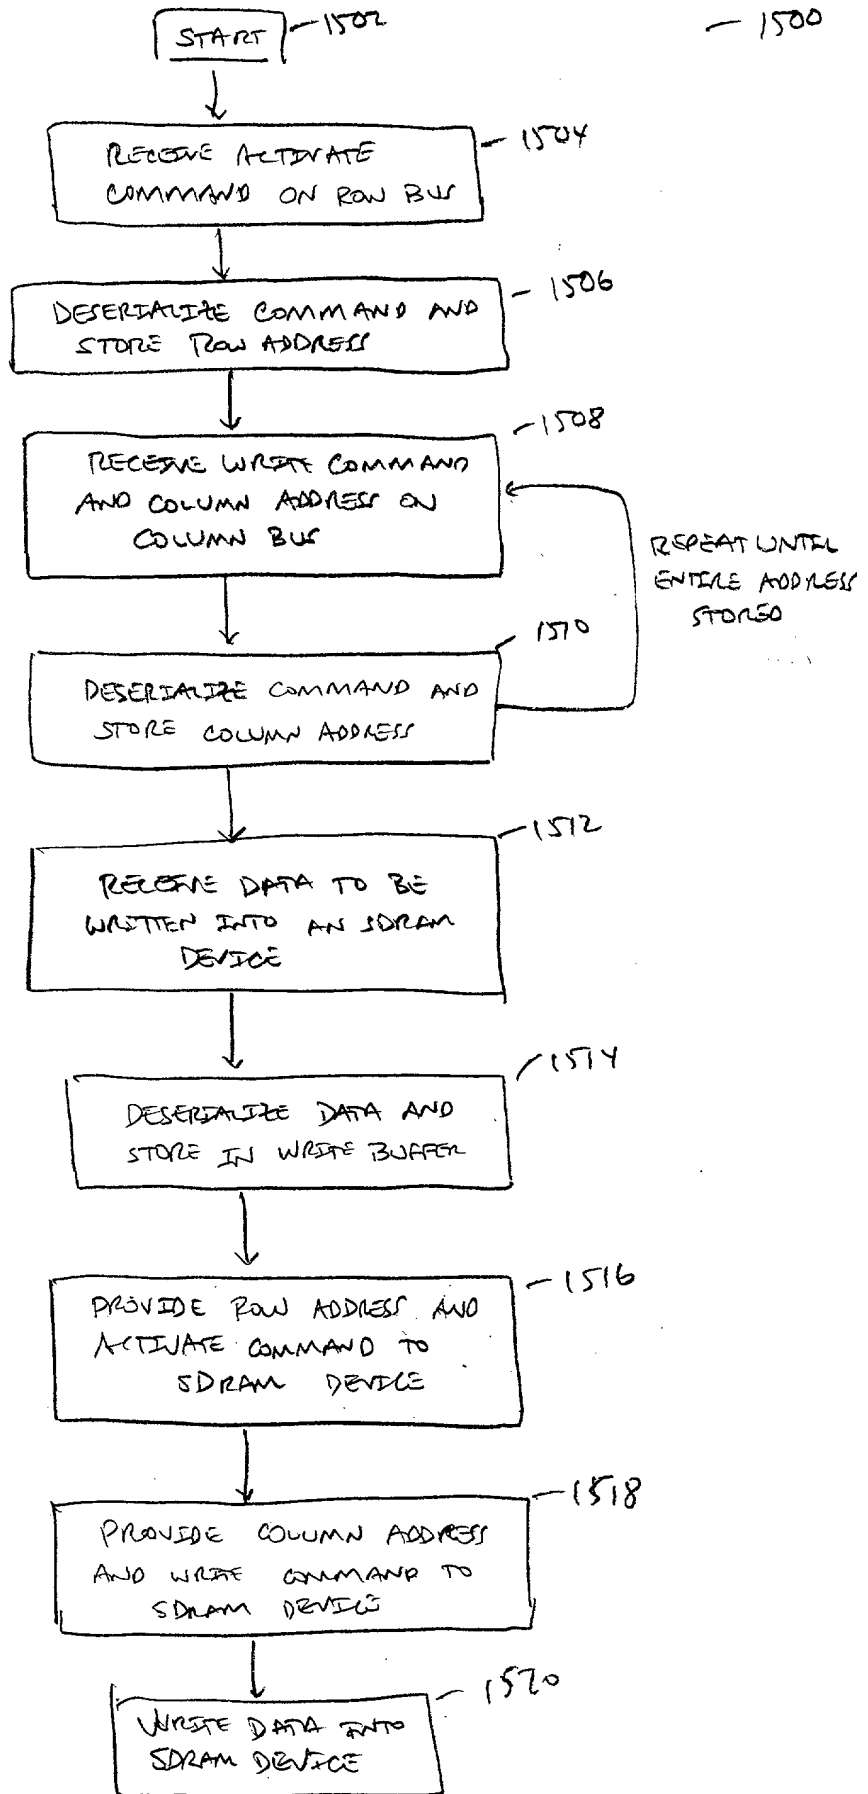 START
1502
1500
1504
RECEIVE ACTIVATE
COMMAND ON ROW BUS
1506
DESERIALIZE COMMAND AND
STORE ROW ADDRESS
1508
RECEIVE WRITE COMMAND
AND COLUMN ADDRESS ON
COLUMN BUS
REPEAT UNTIL
ENTIRE ADDRESS
STORED
1510
DESERIALIZE COMMAND AND
STORE COLUMN ADDRESS
1512
RECEIVE DATA TO BE
WRITTEN INTO AN SDRAM
DEVICE
1514
DESERIALIZE DATA AND
STORE IN WRITE BUFFER
1516
PROVIDE ROW ADDRESS AND
ACTIVATE COMMAND TO
SDRAM DEVICE
1518
PROVIDE COLUMN ADDRESS
AND WRITE COMMAND TO
SDRAM DEVICE
1520
WRITE DATA INTO
SDRAM DEVICE